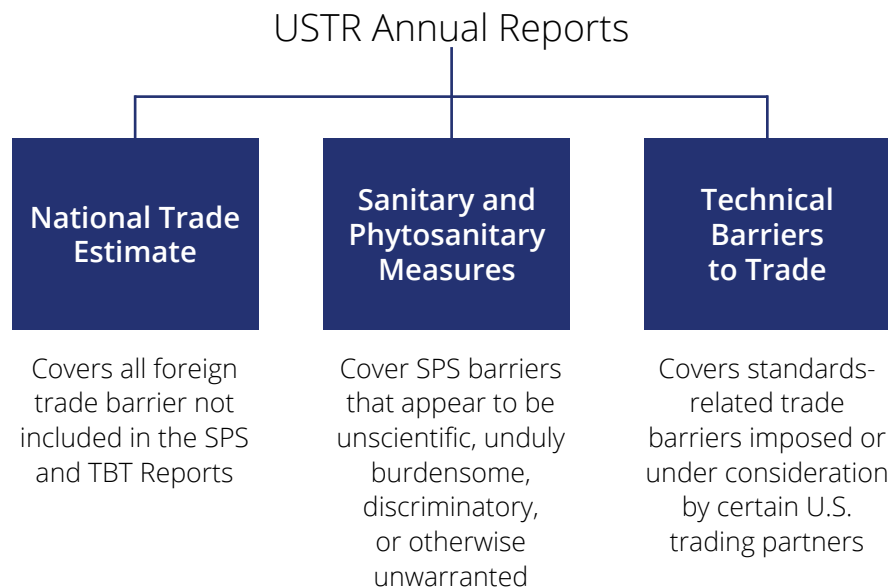 USTR Annual Reports
National Trade
Estimate
Covers all foreign
trade barrier not
included in the SPS
and TBT Reports
Sanitary and
Phytosanitary
Measures
Cover SPS barriers
that appear to be
unscientific, unduly
burdensome,
discriminatory,
or otherwise
unwarranted
Technical
Barriers
to Trade
Covers standards-
related trade
barriers imposed or
under consideration
by certain U.S.
trading partners